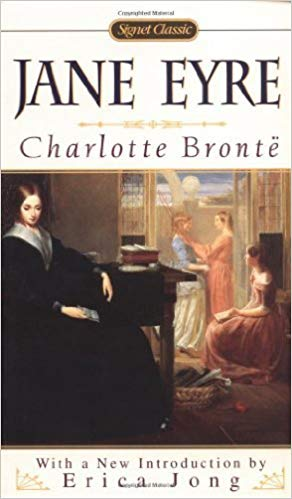 Signet Classic
JANE EYRE
Charlotte Brontë
With a New Introduction by
Erica Jong